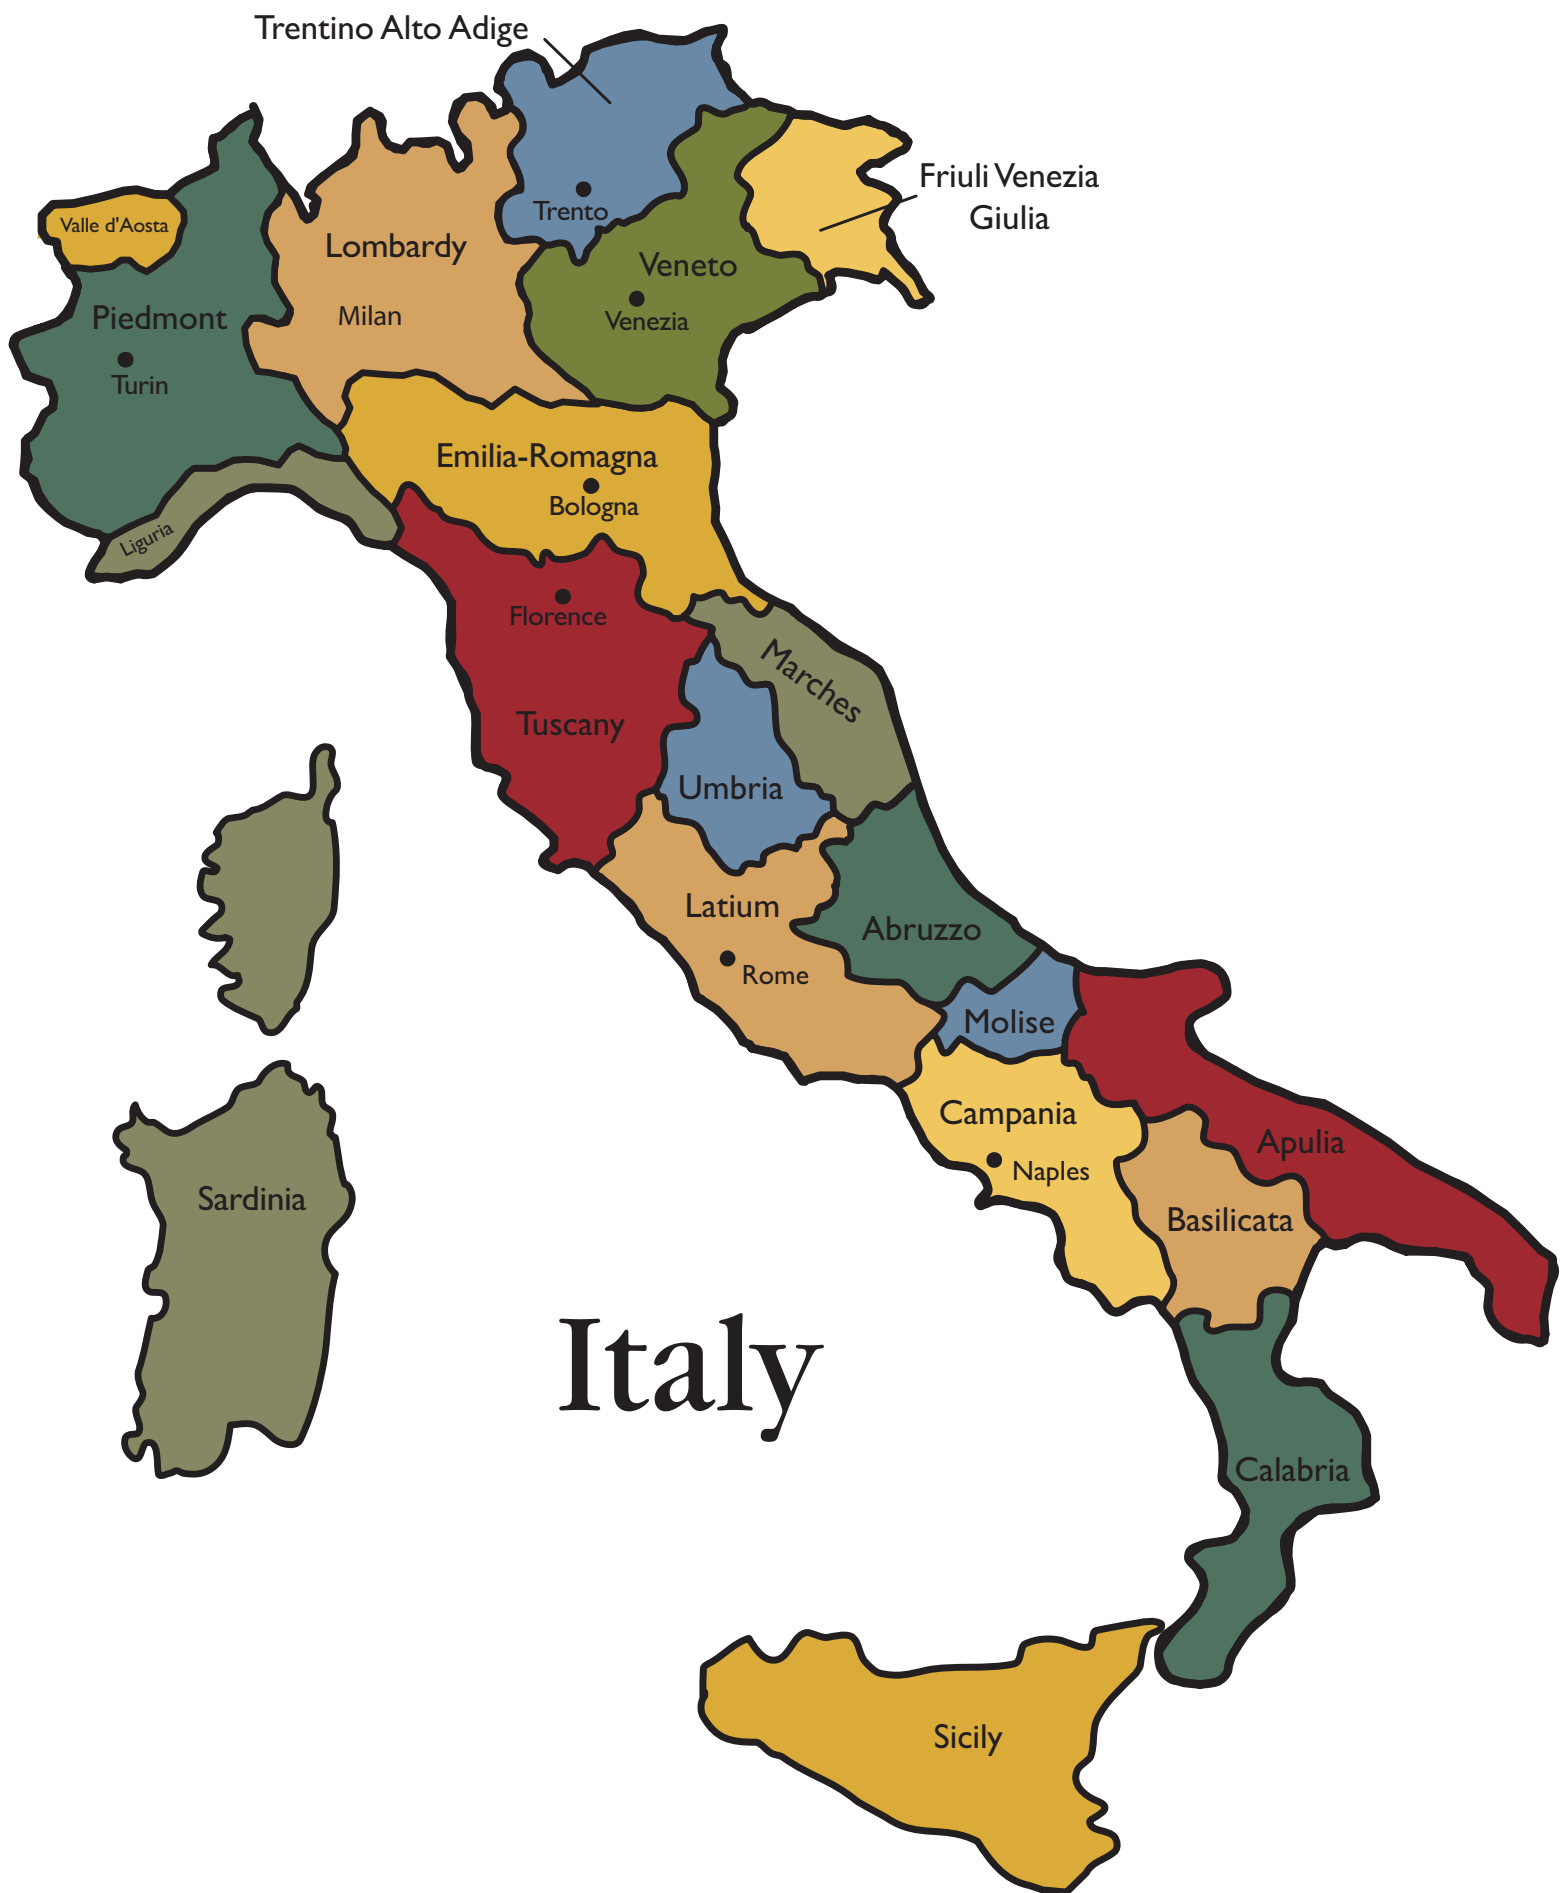 Trentino Alto Adige
Friuli Venezia
Giulia
Trento
Valle d'Aosta
Lombardy
Veneto
Piedmont
Milan
Venezia
Turin
Emilia-Romagna
Bologna
Liguria
Florence
Marches
Tuscany
Umbria
Latium
Abruzzo
Rome
Molise
Campania
Apulia
Naples
Sardinia
Basilicata
Italy
Calabria
Sicily